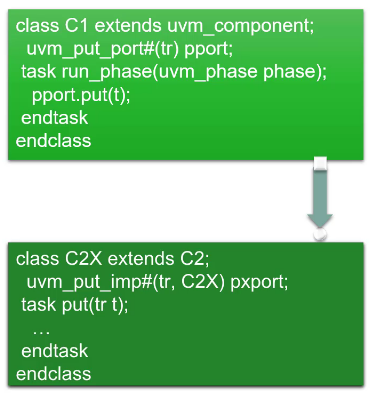 class C1 extends uvm_component;
uvm_put_port#(tr) pport;
task run_phase(uvm_phase phase);
pport.put(t);
endtask
endclass
class C2X extends C2;
uvm_put_imp#(tr, C2X) pxport;
task put(tr t);
…
endtask
endclass